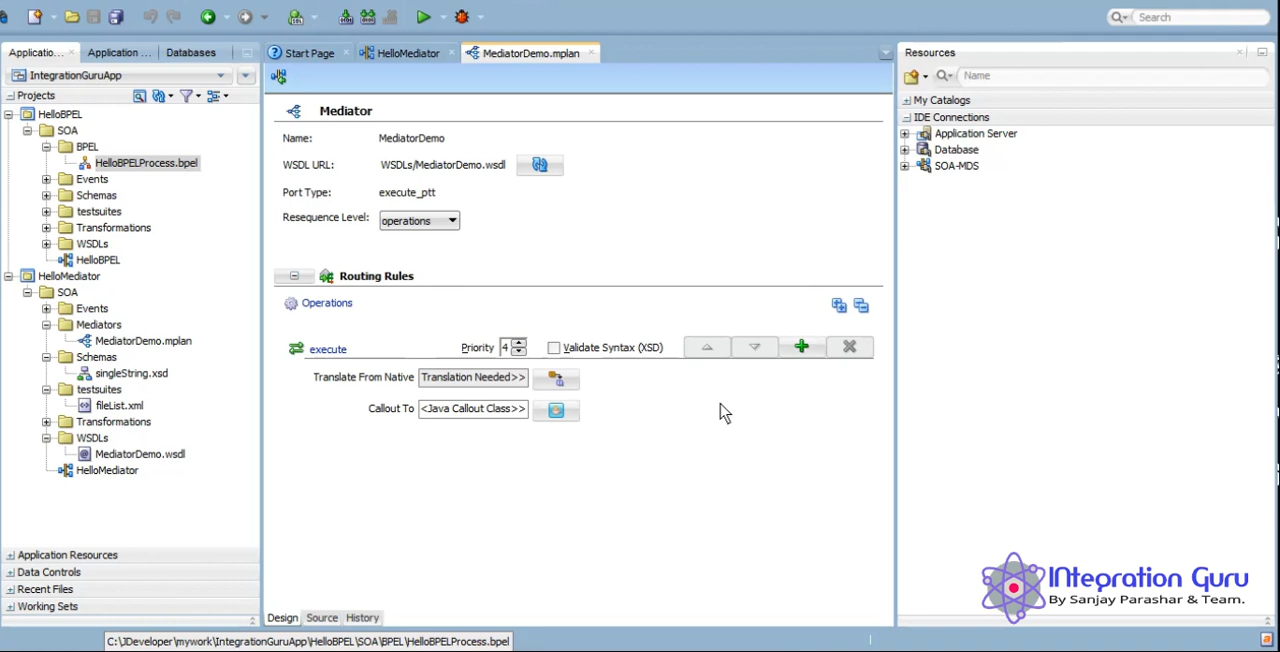 Search
Applicatio...
Application ...
Databases
Start Page
HelloMediator
MediatorDemo.mplan
Resources
IntegrationGuruApp
Name
Projects
HelloBPEL
SOA
BPEL
HelloBPELProcess.bpel
Events
Schemas
testsuites
Transformations
WSDLs
HelloBPEL
HelloMediator
SOA
Events
Mediators
MediatorDemo.mplan
Schemas
singleString.xsd
testsuites
fileList.xml
Transformations
WSDLs
MediatorDemo.wsdl
HelloMediator
Application Resources
Data Controls
Recent Files
Working Sets
Mediator
Name: MediatorDemo
WSDL URL: WSDLs/MediatorDemo.wsdl
Port Type: execute_ptt
Resequence Level: operations
Routing Rules
Operations
execute Priority 4 Validate Syntax (XSD)
Translate From Native Translation Needed>>
Callout To <Java Callout Class>>
Design Source History
My Catalogs
IDE Connections
Application Server
Database
SOA-MDS
INtegration Guru
By Sanjay Parashar & Team.
C:\JDeveloper\mywork\IntegrationGuruApp\HelloBPEL\SOA\BPEL\HelloBPELProcess.bpel